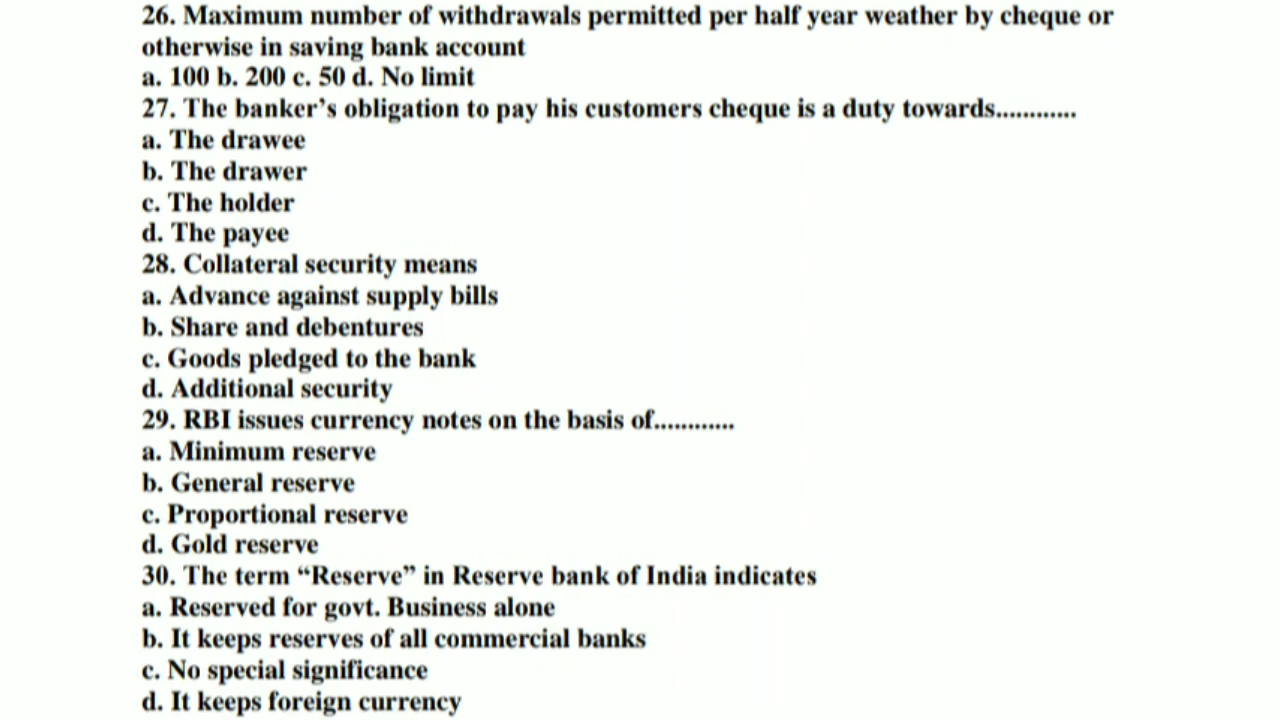 26. Maximum number of withdrawals permitted per half year weather by cheque or
otherwise in saving bank account
a. 100 b. 200 c. 50 d. No limit
27. The banker’s obligation to pay his customers cheque is a duty towards............
a. The drawee
b. The drawer
c. The holder
d. The payee
28. Collateral security means
a. Advance against supply bills
b. Share and debentures
c. Goods pledged to the bank
d. Additional security
29. RBI issues currency notes on the basis of............
a. Minimum reserve
b. General reserve
c. Proportional reserve
d. Gold reserve
30. The term “Reserve” in Reserve bank of India indicates
a. Reserved for govt. Business alone
b. It keeps reserves of all commercial banks
c. No special significance
d. It keeps foreign currency